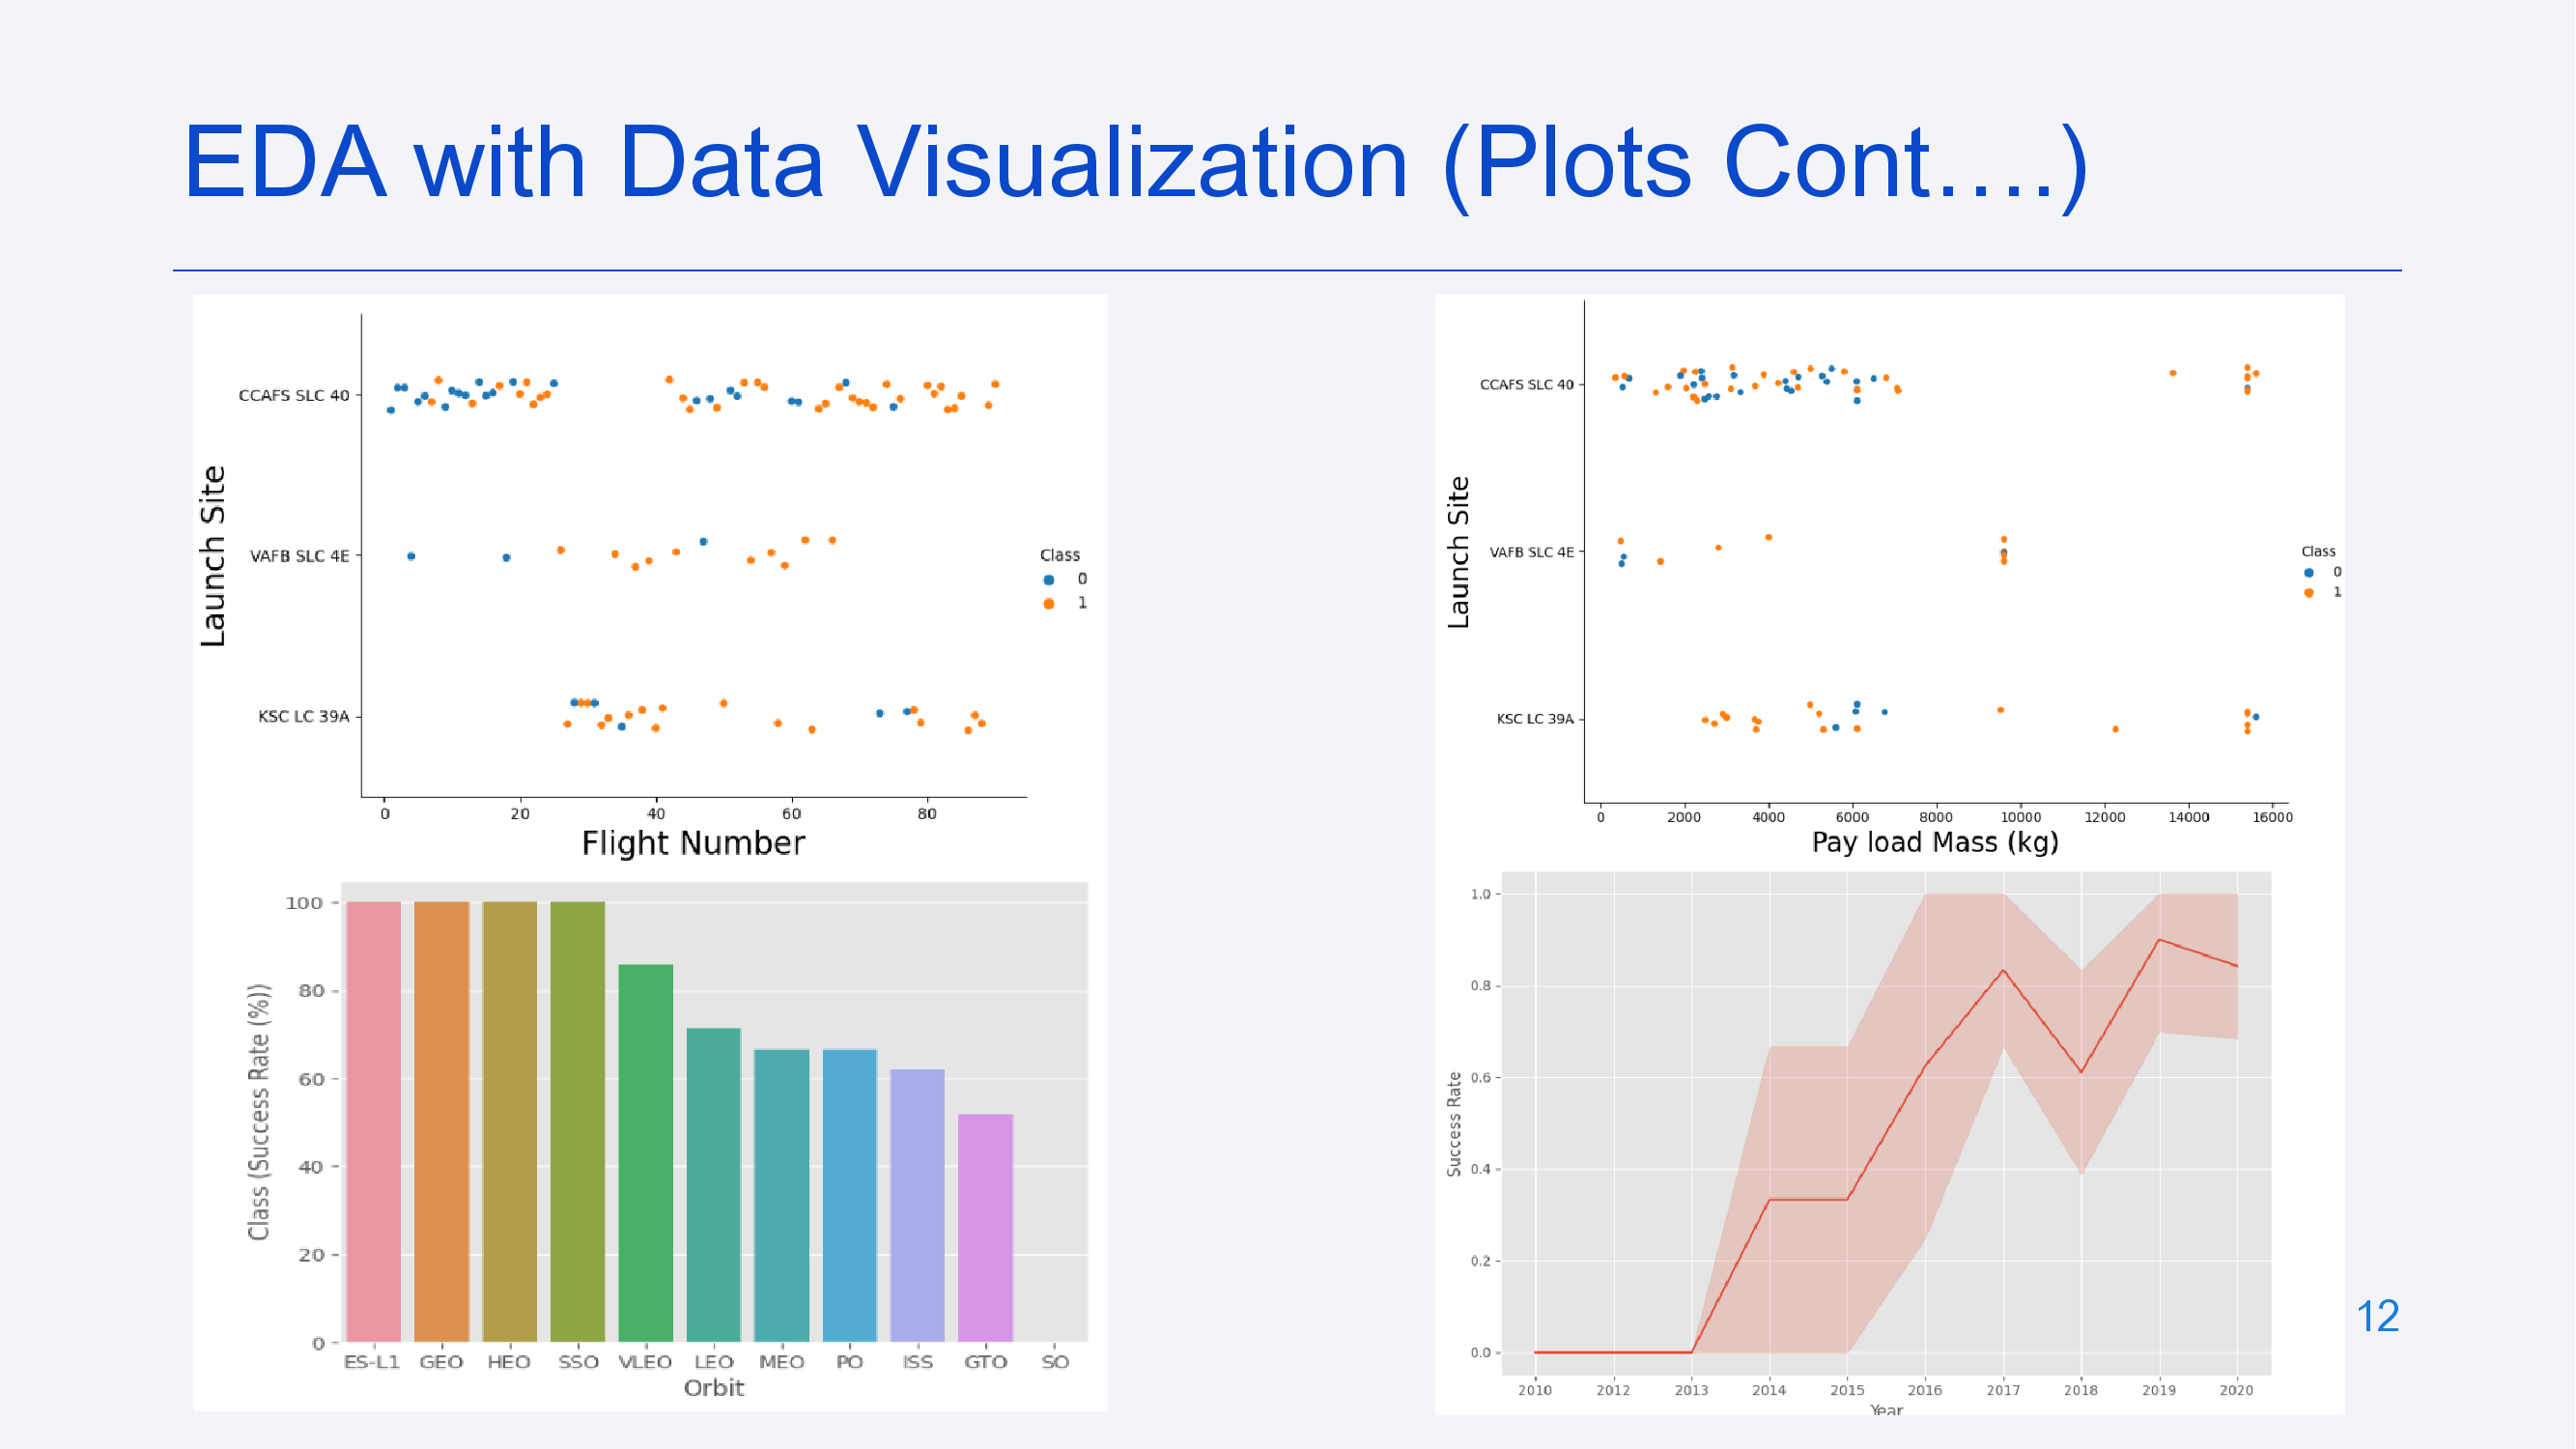 EDA with Data Visualization (Plots Cont….)
Launch Site
CCAFS SLC 40
VAFB SLC 4E
KSC LC 39A
0 20 40 60 80
Flight Number
Class
0
1
Launch Site
CCAFS SLC 40
VAFB SLC 4E
KSC LC 39A
0 2000 4000 6000 8000 10000 12000 14000 16000
Pay load Mass (kg)
Class
0
1
Class (Success Rate (%))
100
80
60
40
20
0
ES-L1 GEO HEO SSO VLEO LEO MEO PO ISS GTO SO
Orbit
Success Rate
1.0
0.8
0.6
0.4
0.2
0.0
2010 2012 2013 2014 2015 2016 2017 2018 2019 2020
Year
12